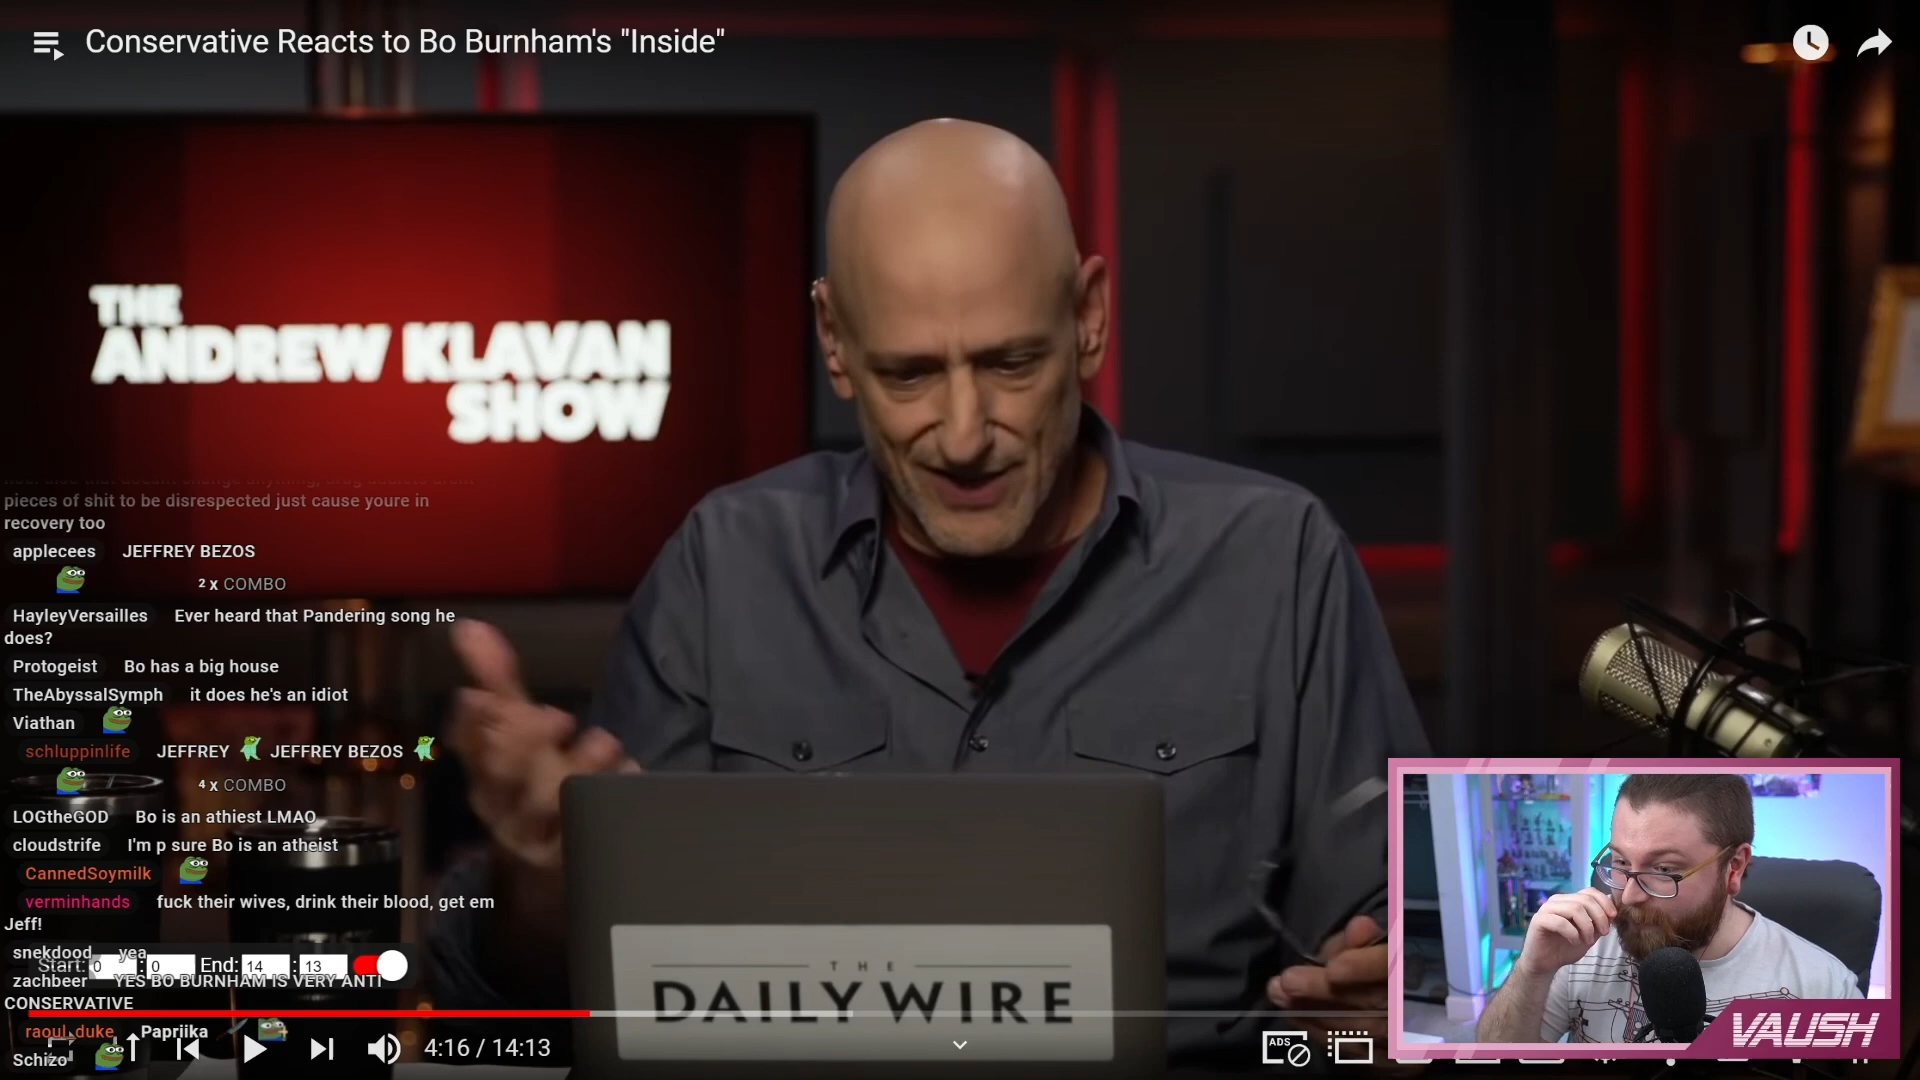 Conservative Reacts to Bo Burnham's "Inside"
THE
ANDREW KLAVAN
SHOW
pieces of shit to be disrespected just cause youre in
recovery too
applecees JEFFREY BEZOS
2 x COMBO
HayleyVersailles Ever heard that Pandering song he
does?
Protogeist Bo has a big house
TheAbyssalSymph it does he's an idiot
Viathan
schluppinlife JEFFREY JEFFREY BEZOS
4 x COMBO
LOGtheGOD Bo is an athiest LMAO
cloudstrife I'm p sure Bo is an atheist
CannedSoymilk
verminhands fuck their wives, drink their blood, get em
Jeff!
snekdood yea
Start: 0 : 0 End: 14 : 13
zachbeer YES BO BURNHAM IS VERY ANTI
CONSERVATIVE
raoul_duke Papriika
Schizo
4:16 / 14:13
THE
DAILY WIRE
ADS
VAUSH